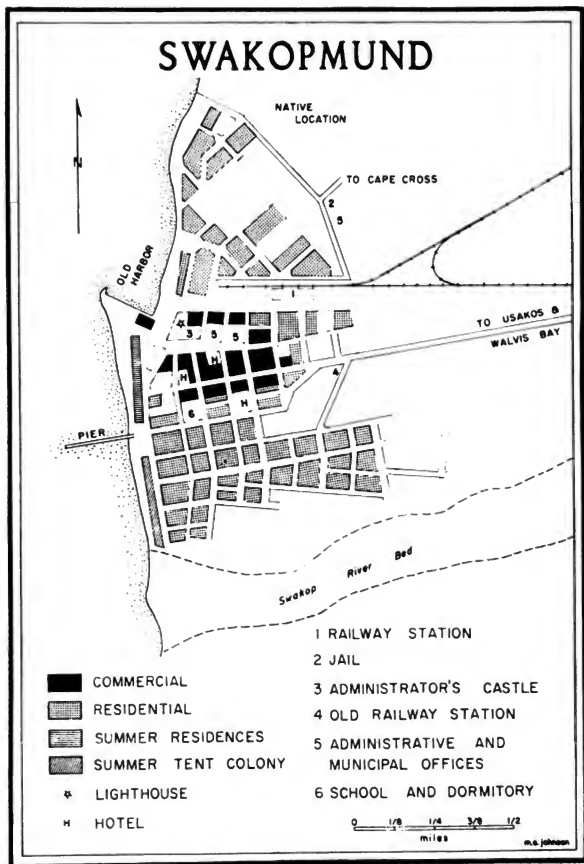 SWAKOPMUND
NATIVE
LOCATION
N
TO CAPE CROSS
2
5
OLD HARBOR
1
3 5 5
TO USAKOS &
WALVIS BAY
H
H
4
H
6
PIER
Swakop River Bed
COMMERCIAL
RESIDENTIAL
SUMMER RESIDENCES
SUMMER TENT COLONY
LIGHTHOUSE
H HOTEL
1 RAILWAY STATION
2 JAIL
3 ADMINISTRATOR'S CASTLE
4 OLD RAILWAY STATION
5 ADMINISTRATIVE AND
MUNICIPAL OFFICES
6 SCHOOL AND DORMITORY
0 1/8 1/4 3/8 1/2
miles
m.a. johnson